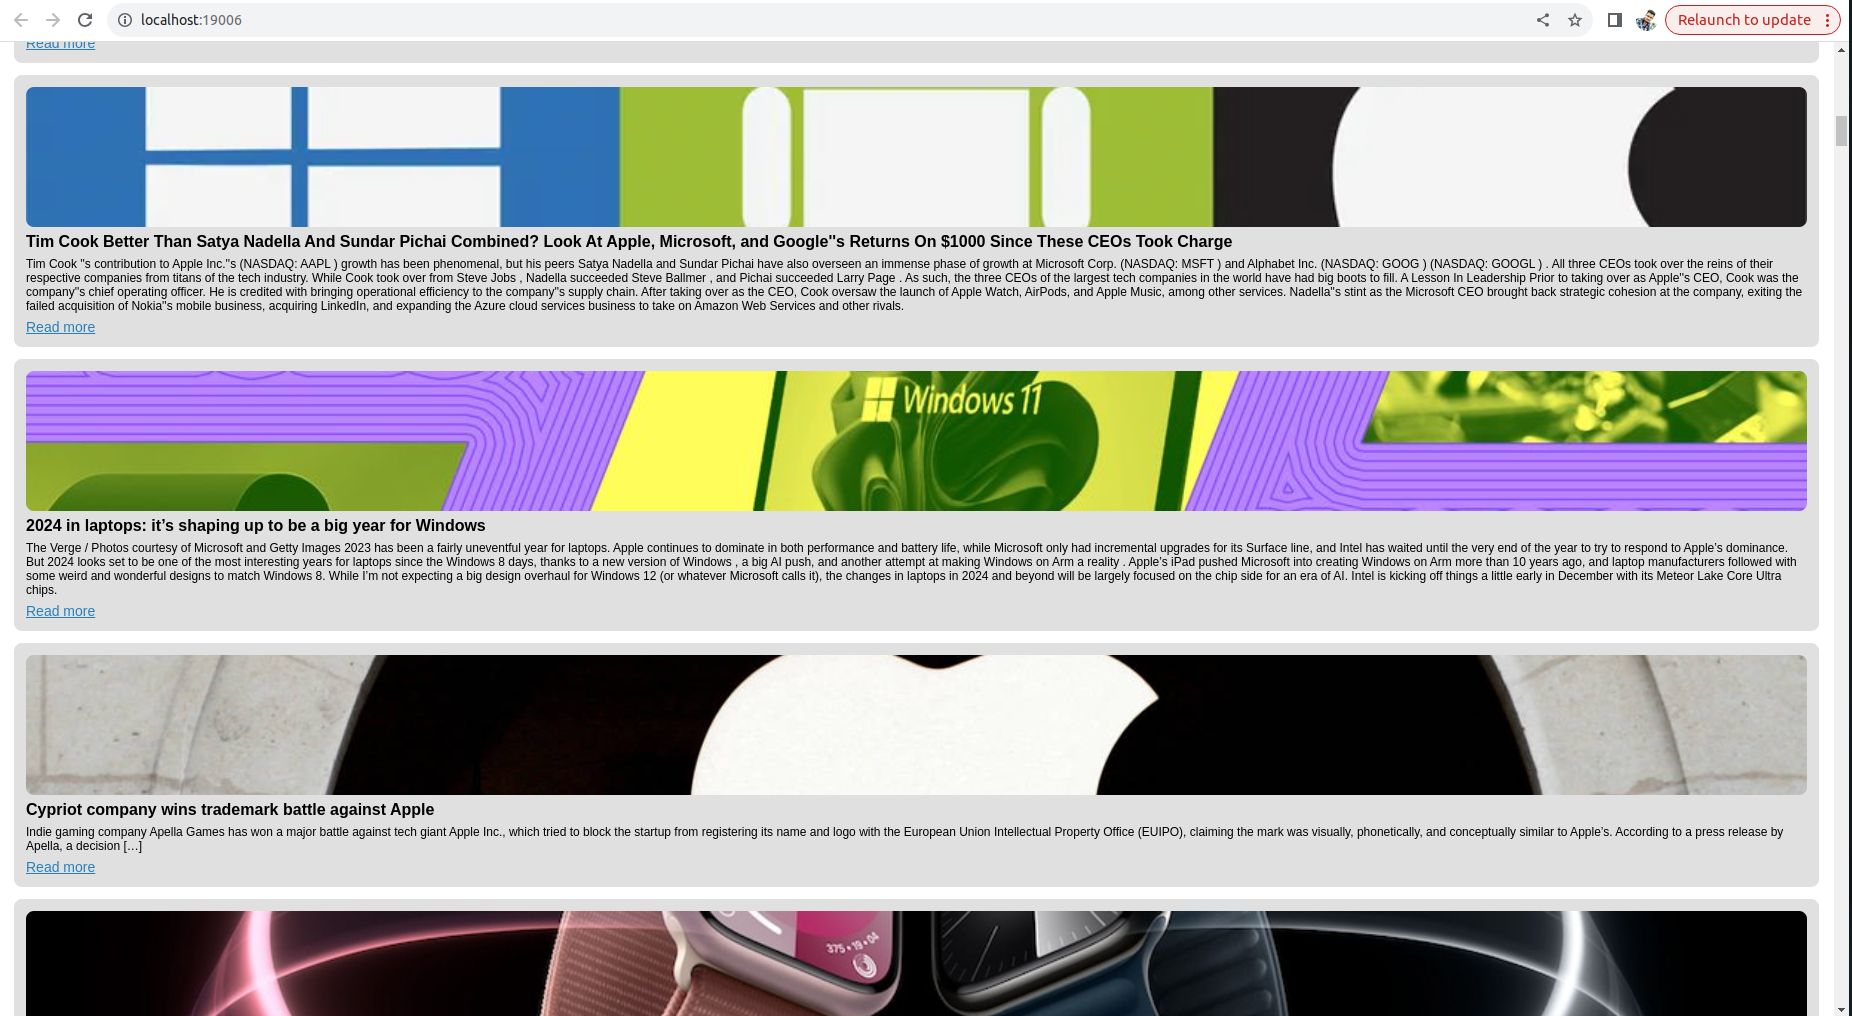 localhost:19006
Relaunch to update
Read more
Tim Cook Better Than Satya Nadella And Sundar Pichai Combined? Look At Apple, Microsoft, and Google"s Returns On $1000 Since These CEOs Took Charge
Tim Cook "s contribution to Apple Inc."s (NASDAQ: AAPL ) growth has been phenomenal, but his peers Satya Nadella and Sundar Pichai have also overseen an immense phase of growth at Microsoft Corp. (NASDAQ: MSFT ) and Alphabet Inc. (NASDAQ: GOOG ) (NASDAQ: GOOGL ) . All three CEOs took over the reins of their
respective companies from titans of the tech industry. While Cook took over from Steve Jobs , Nadella succeeded Steve Ballmer , and Pichai succeeded Larry Page . As such, the three CEOs of the largest tech companies in the world have had big boots to fill. A Lesson In Leadership Prior to taking over as Apple"s CEO, Cook was the
company"s chief operating officer. He is credited with bringing operational efficiency to the company"s supply chain. After taking over as the CEO, Cook oversaw the launch of Apple Watch, AirPods, and Apple Music, among other services. Nadella"s stint as the Microsoft CEO brought back strategic cohesion at the company, exiting the
failed acquisition of Nokia"s mobile business, acquiring LinkedIn, and expanding the Azure cloud services business to take on Amazon Web Services and other rivals.
Read more
Windows 11
2024 in laptops: it’s shaping up to be a big year for Windows
The Verge / Photos courtesy of Microsoft and Getty Images 2023 has been a fairly uneventful year for laptops. Apple continues to dominate in both performance and battery life, while Microsoft only had incremental upgrades for its Surface line, and Intel has waited until the very end of the year to try to respond to Apple’s dominance.
But 2024 looks set to be one of the most interesting years for laptops since the Windows 8 days, thanks to a new version of Windows , a big AI push, and another attempt at making Windows on Arm a reality . Apple’s iPad pushed Microsoft into creating Windows on Arm more than 10 years ago, and laptop manufacturers followed with
some weird and wonderful designs to match Windows 8. While I’m not expecting a big design overhaul for Windows 12 (or whatever Microsoft calls it), the changes in laptops in 2024 and beyond will be largely focused on the chip side for an era of AI. Intel is kicking off things a little early in December with its Meteor Lake Core Ultra
chips.
Read more
Cypriot company wins trademark battle against Apple
Indie gaming company Apella Games has won a major battle against tech giant Apple Inc., which tried to block the startup from registering its name and logo with the European Union Intellectual Property Office (EUIPO), claiming the mark was visually, phonetically, and conceptually similar to Apple’s. According to a press release by
Apella, a decision […]
Read more
375•19•04